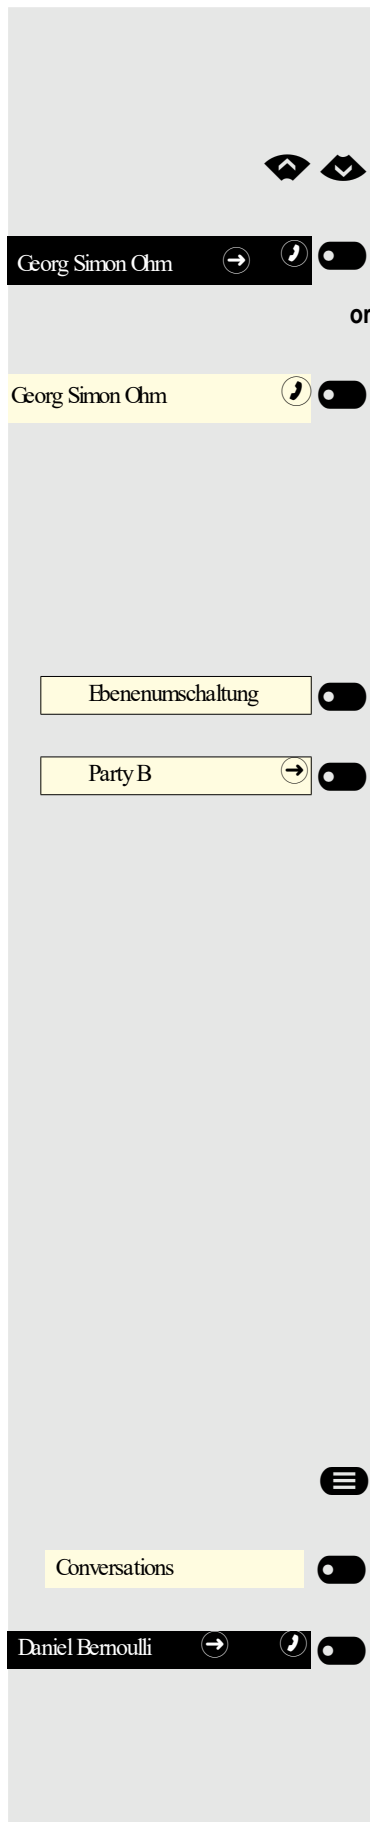 Georg Simon Ohm
or
Georg Simon Ohm
Ebenenumschaltung
Party B
Conversations
Daniel Bernoulli